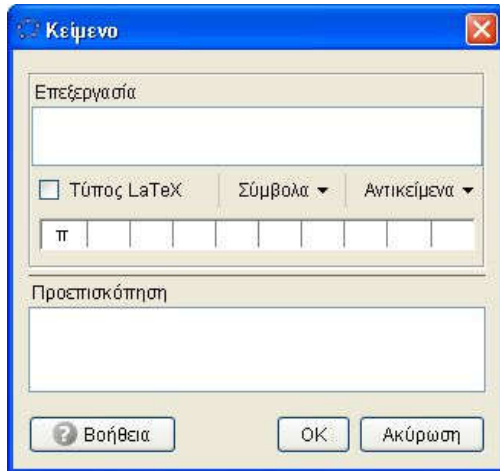 Κείμενο
Επεξεργασία
Τύπος LaTeX Σύμβολα Αντικείμενα
π
Προεπισκόπηση
Βοήθεια OK Ακύρωση